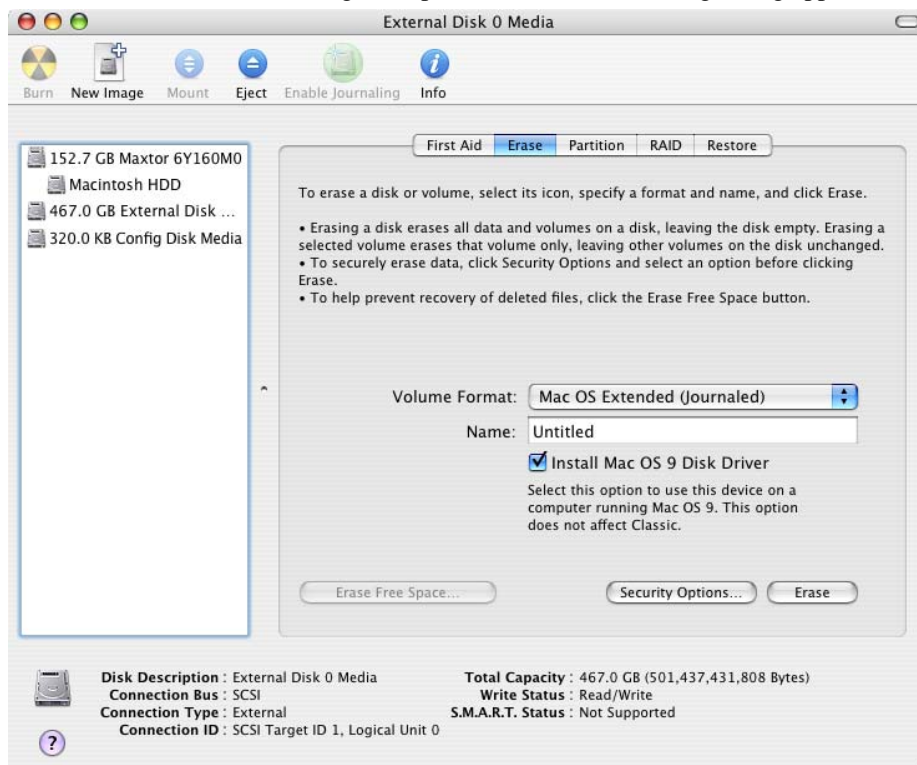 External Disk 0 Media
Burn New Image Mount Eject Enable Journaling Info
First Aid Erase Partition RAID Restore
152.7 GB Maxtor 6Y160M0
Macintosh HDD
467.0 GB External Disk ...
320.0 KB Config Disk Media
To erase a disk or volume, select its icon, specify a format and name, and click Erase.
• Erasing a disk erases all data and volumes on a disk, leaving the disk empty. Erasing a
selected volume erases that volume only, leaving other volumes on the disk unchanged.
• To securely erase data, click Security Options and select an option before clicking
Erase.
• To help prevent recovery of deleted files, click the Erase Free Space button.
Volume Format: Mac OS Extended (Journaled)
Name: Untitled
Install Mac OS 9 Disk Driver
Select this option to use this device on a
computer running Mac OS 9. This option
does not affect Classic.
Erase Free Space... Security Options... Erase
Disk Description : External Disk 0 Media
Connection Bus : SCSI
Connection Type : External
Connection ID : SCSI Target ID 1, Logical Unit 0
Total Capacity : 467.0 GB (501,437,431,808 Bytes)
Write Status : Read/Write
S.M.A.R.T. Status : Not Supported
?